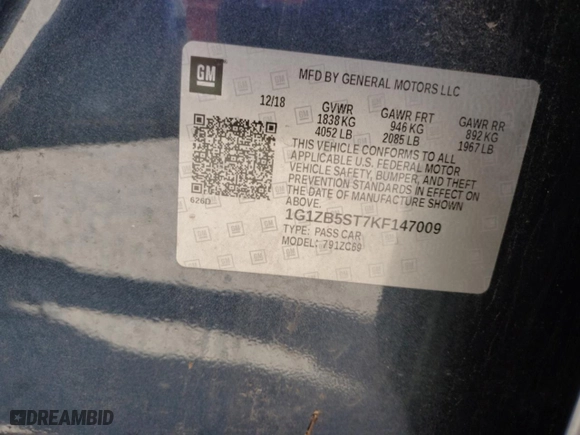 GM
MFD BY GENERAL MOTORS LLC
12/18 GVWR GAWR FRT GAWR RR
1838 KG 946 KG 892 KG
4052 LB 2085 LB 1967 LB
THIS VEHICLE CONFORMS TO ALL
APPLICABLE U.S. FEDERAL MOTOR
VEHICLE SAFETY, BUMPER, AND THEFT
PREVENTION STANDARDS IN EFFECT ON
THE DATE OF MANUFACTURE SHOWN
ABOVE.
626D
1G1ZB5ST7KF147009
TYPE: PASS CAR
MODEL: 791ZC69
DREAMBID